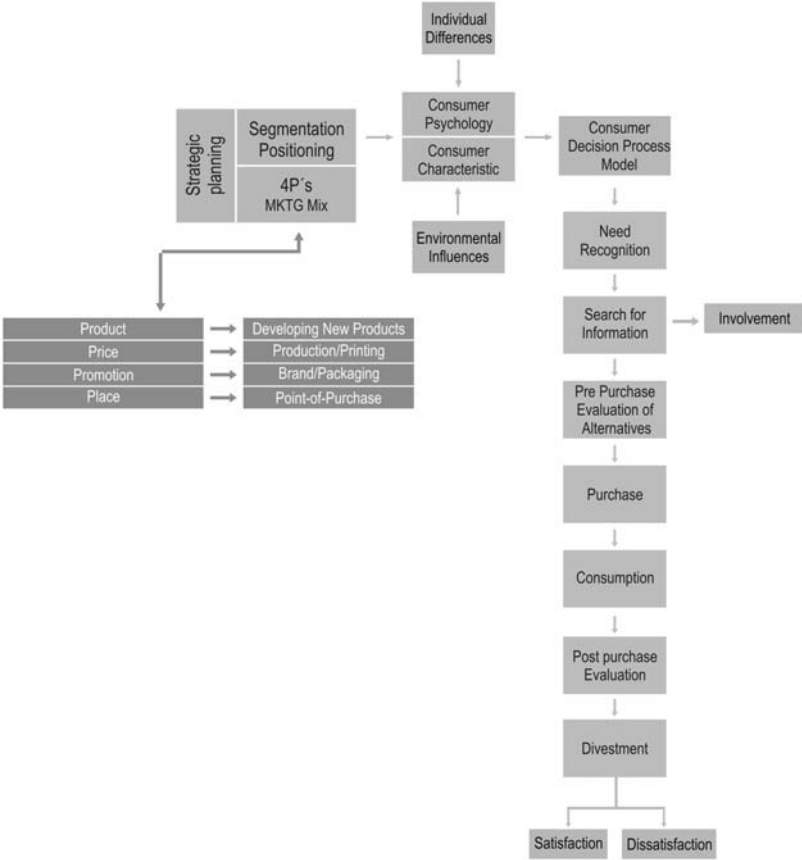 Individual
Differences
Strategic
planning
Segmentation
Positioning
4P´s
MKTG Mix
Consumer
Psychology
Consumer
Characteristic
Environmental
Influences
Consumer
Decision Process
Model
Need
Recognition
Search for
Information
Involvement
Product
Developing New Products
Price
Production/Printing
Promotion
Brand/Packaging
Place
Point-of-Purchase
Pre Purchase
Evaluation of
Alternatives
Purchase
Consumption
Post purchase
Evaluation
Divestment
Satisfaction
Dissatisfaction